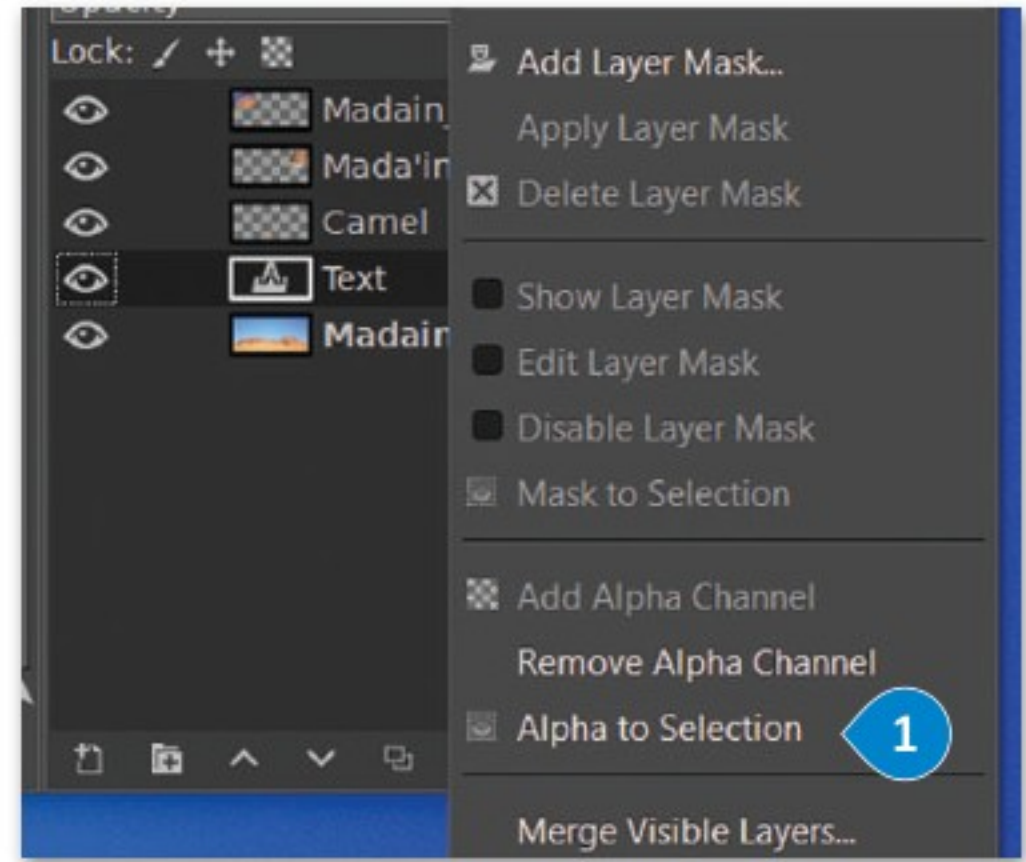 Opacity
Lock:
Madain_
Mada'in
Camel
Text
Madain
Add Layer Mask...
Apply Layer Mask
Delete Layer Mask
Show Layer Mask
Edit Layer Mask
Disable Layer Mask
Mask to Selection
Add Alpha Channel
Remove Alpha Channel
Alpha to Selection
1
Merge Visible Layers...